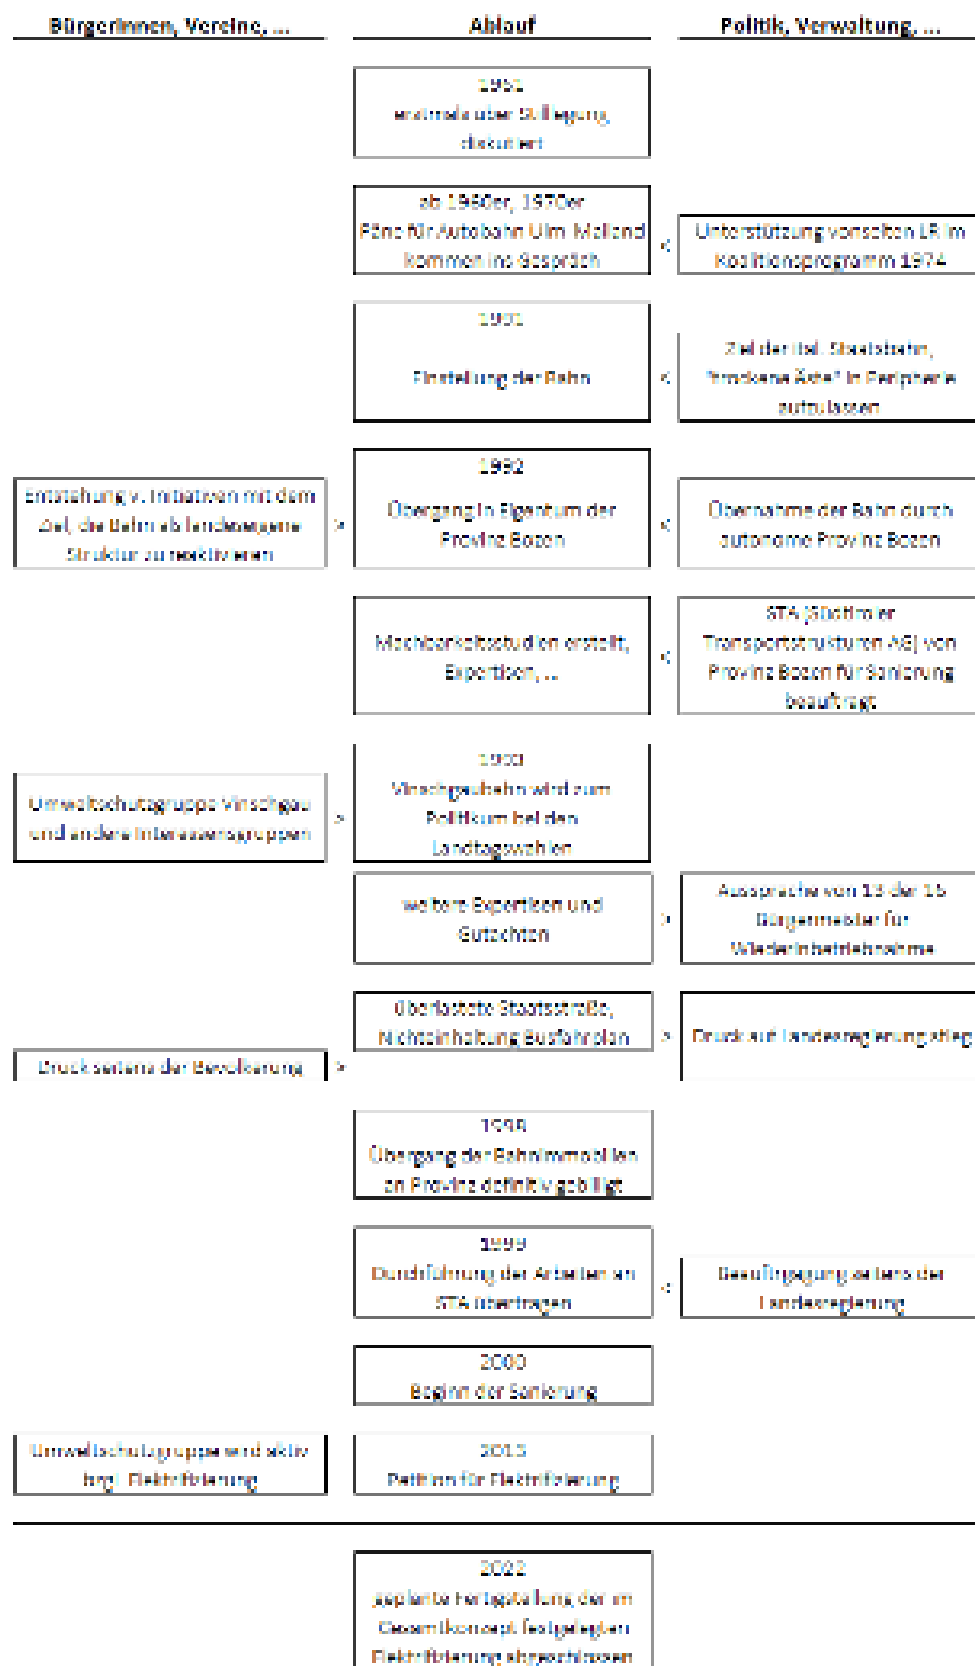 BürgerInnen, Vereine, ...
Ablauf
Politik, Verwaltung, ...
1961
erstmals über Stilllegung
diskutiert
ab 1960er, 1970er
Pläne für Autobahn Ulm-Mailand
kommen ins Gespräch
<
Unterstützung vonseiten LR im
Koalitionsprogramm 1974
Einstellung der Bahn
<
Ziel der ital. Staatsbahn,
"trockene Äste" in Peripherie
aufzulassen
Entstehung v. Initiativen mit dem
Ziel, die Bahn als landeseigene
Struktur zu reaktivieren
>
1992
Übergang in Eigentum der
Provinz Bozen
<
Übernahme der Bahn durch
autonome Provinz Bozen
Machbarkeitsstudien erstellt,
Expertisen, ...
<
STA (Südtiroler
Transportstrukturen AG) von
Provinz Bozen für Sanierung
beauftragt
Umweltschutzgruppe Vinschgau
und andere Interessensgruppen
>
1993
Vinschgaubahn wird zum
Politikum bei den
Landtagswahlen
weitere Expertisen und
Gutachten
>
Aussprache von 13 der
Bürgermeister für
Wiederinbetriebnahme
überlastete Staatsstraße,
Nichteinhaltung Busfahrplan
>
Druck auf Landesregierung stieg
Druck seitens der Bevölkerung
>
Übergang der Bahnimmobilien
an Provinz definitiv gebilligt
1999
Durchführung der Arbeiten an
STA übertragen
<
seitens der
Landesregierung
2000
Beginn der Sanierung
Umweltschutzgruppe wird aktiv
bzgl. Elektrifizierung
Petition für Elektrifizierung
2022
geplante Fertigstellung der im
Gesamtkonzept festgelegten
Elektrifizierung abgeschlossen